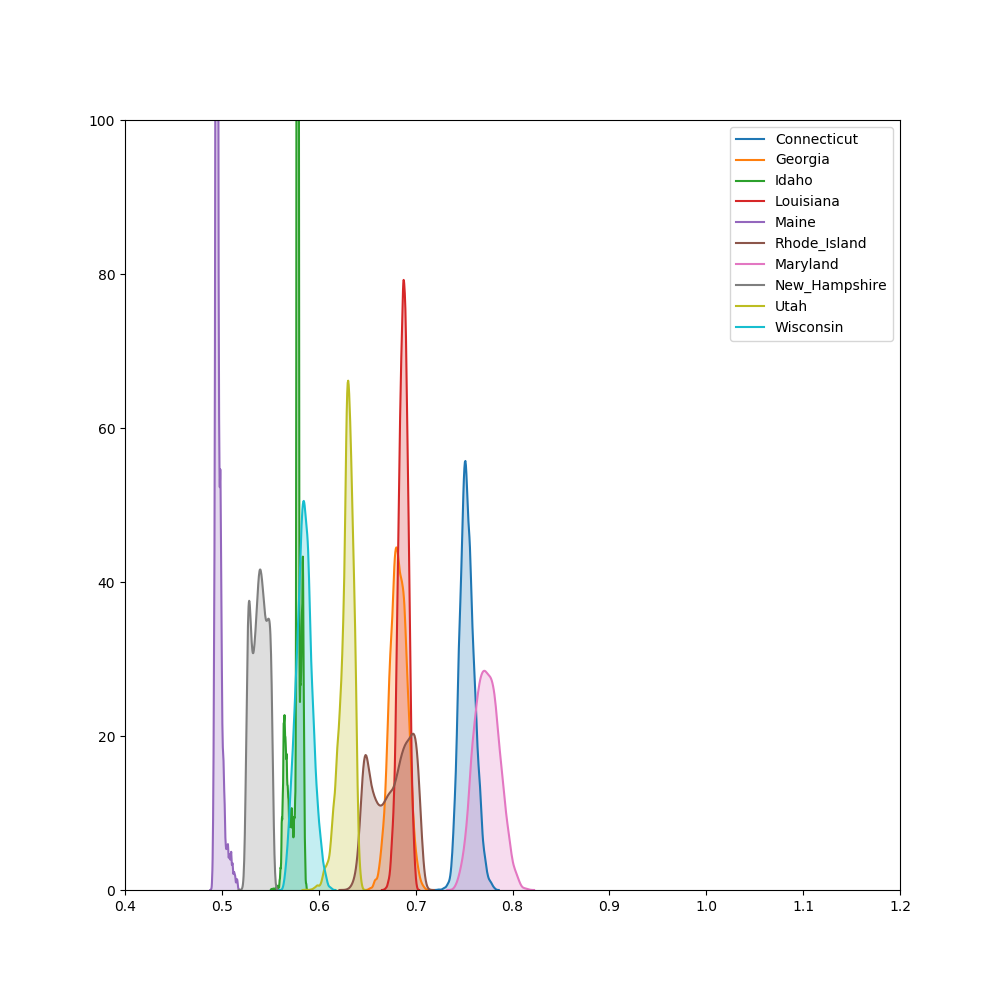 100
80
60
40
20
0
0.4 0.5 0.6 0.7 0.8 0.9 1.0 1.1 1.2
Connecticut
Georgia
Idaho
Louisiana
Maine
Rhode_Island
Maryland
New_Hampshire
Utah
Wisconsin